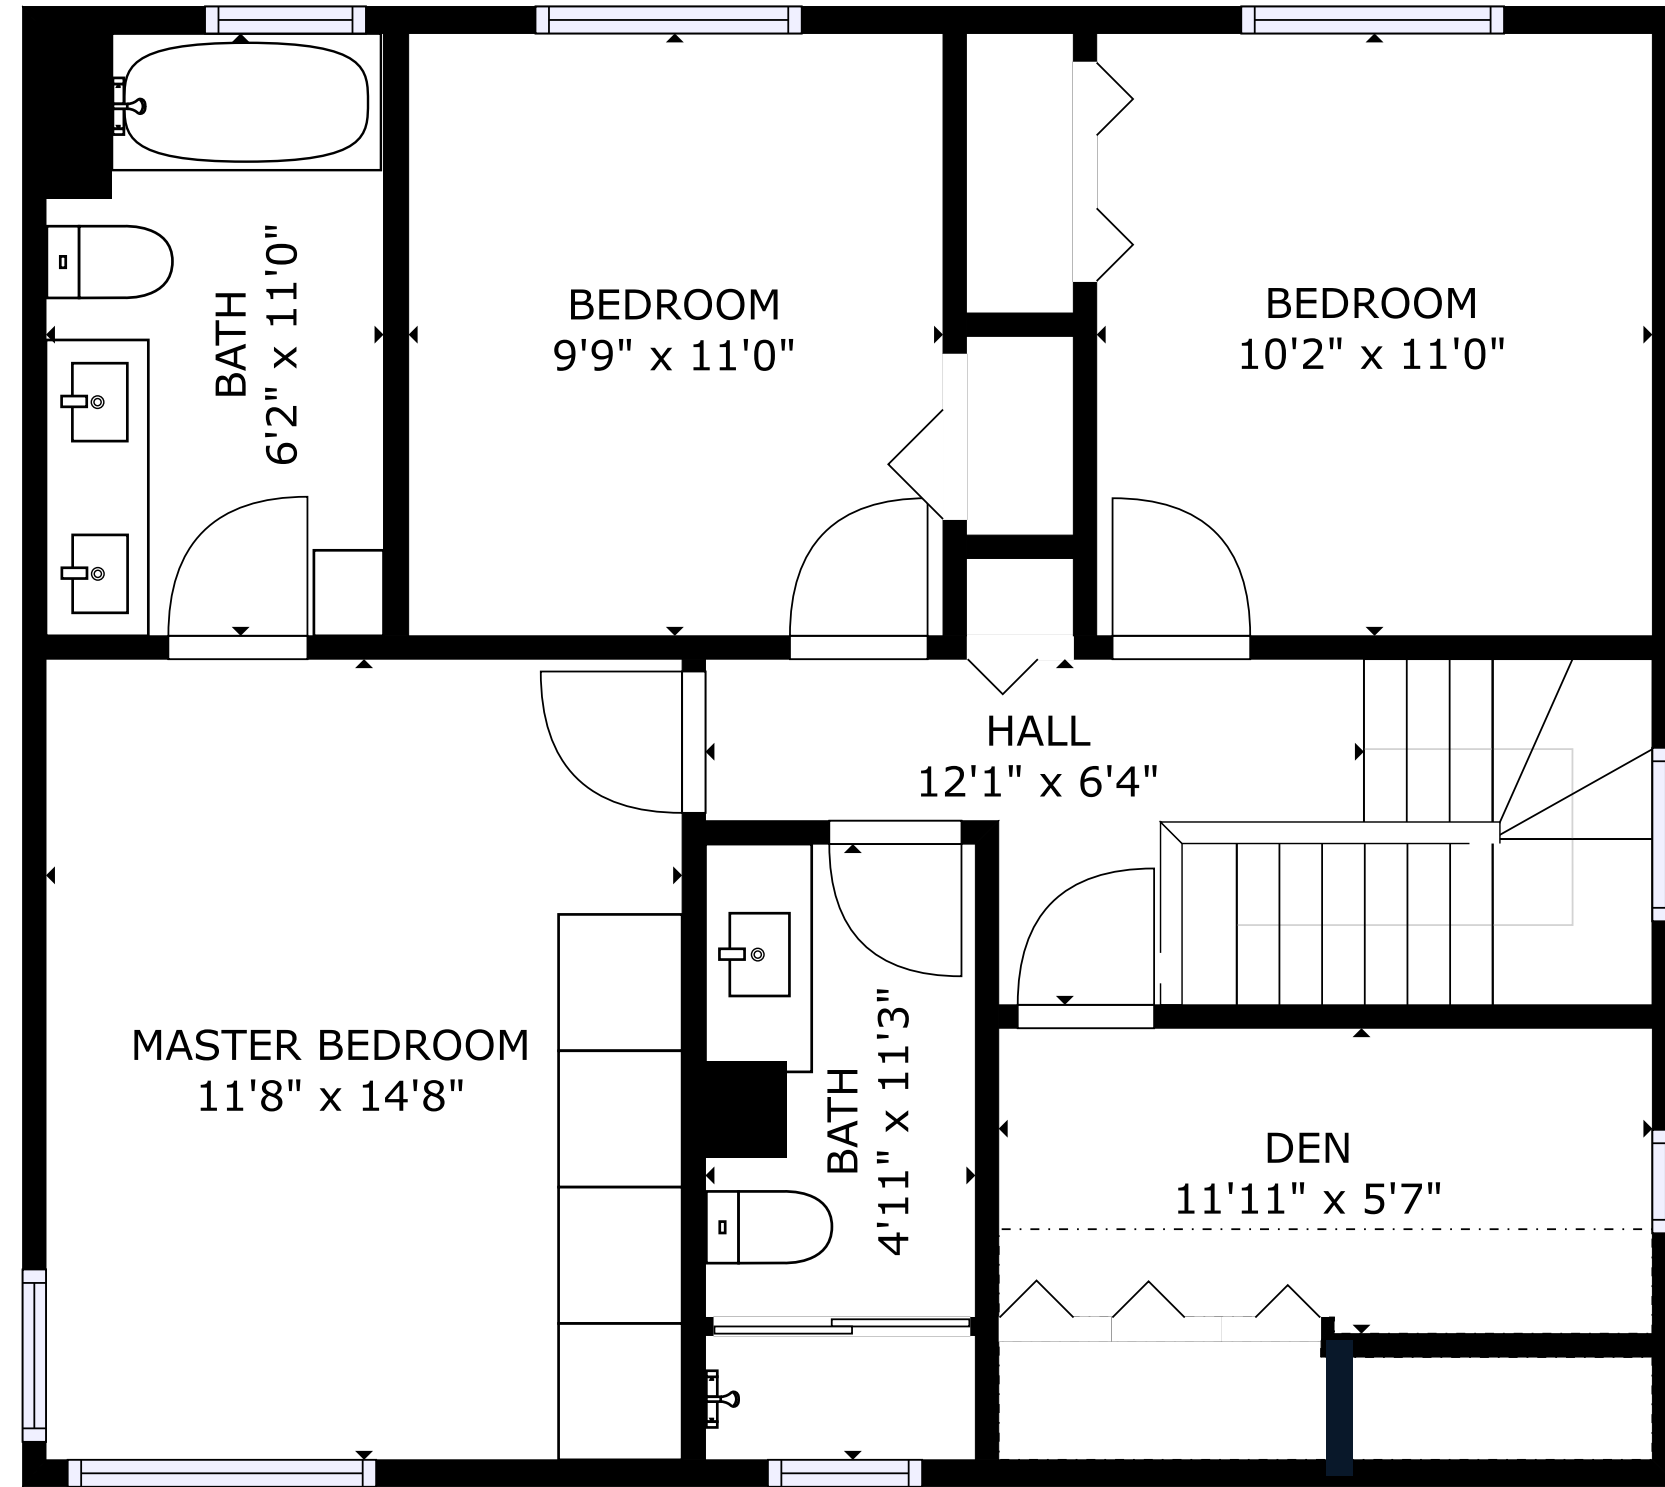 BATH
6'2" x 11'0"
BEDROOM
9'9" x 11'0"
BEDROOM
10'2" x 11'0"
HALL
12'1" x 6'4"
MASTER BEDROOM
11'8" x 14'8"
BATH
4'11" x 11'3"
DEN
11'11" x 5'7"